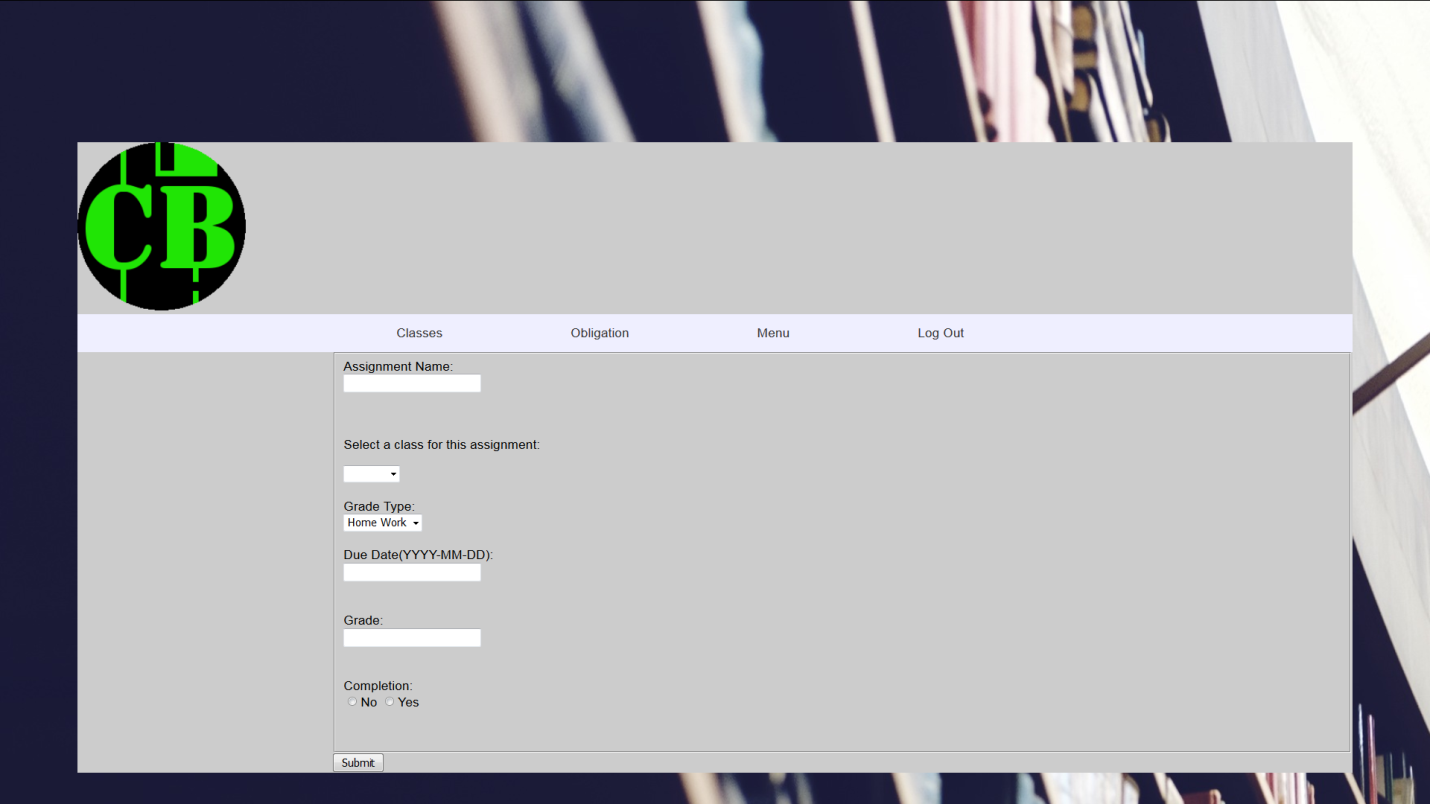 CB
Classes Obligation Menu Log Out
Assignment Name:
Select a class for this assignment:
Grade Type:
Home Work
Due Date(YYYY-MM-DD):
Grade:
Completion:
No Yes
Submit